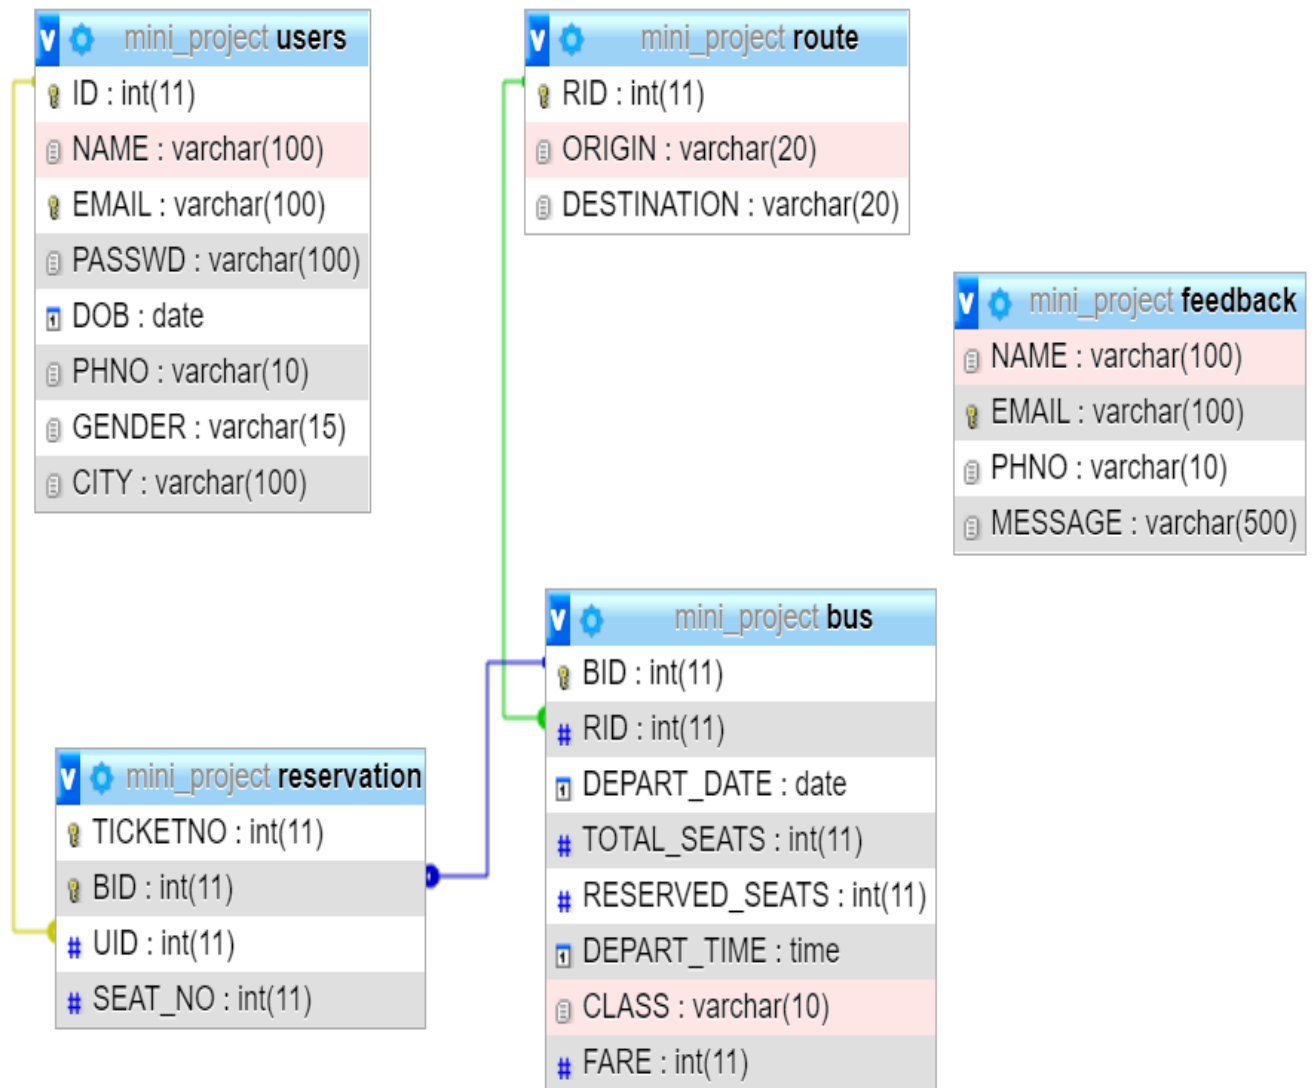 mini_project users
ID : int(11)
NAME : varchar(100)
EMAIL : varchar(100)
PASSWD : varchar(100)
DOB : date
PHNO : varchar(10)
GENDER : varchar(15)
CITY : varchar(100)
mini_project route
RID : int(11)
ORIGIN : varchar(20)
DESTINATION : varchar(20)
mini_project feedback
NAME : varchar(100)
EMAIL : varchar(100)
PHNO : varchar(10)
MESSAGE : varchar(500)
mini_project reservation
TICKETNO : int(11)
BID : int(11)
UID : int(11)
SEAT_NO : int(11)
mini_project bus
BID : int(11)
RID : int(11)
DEPART_DATE : date
TOTAL_SEATS : int(11)
RESERVED_SEATS : int(11)
DEPART_TIME : time
CLASS : varchar(10)
FARE : int(11)